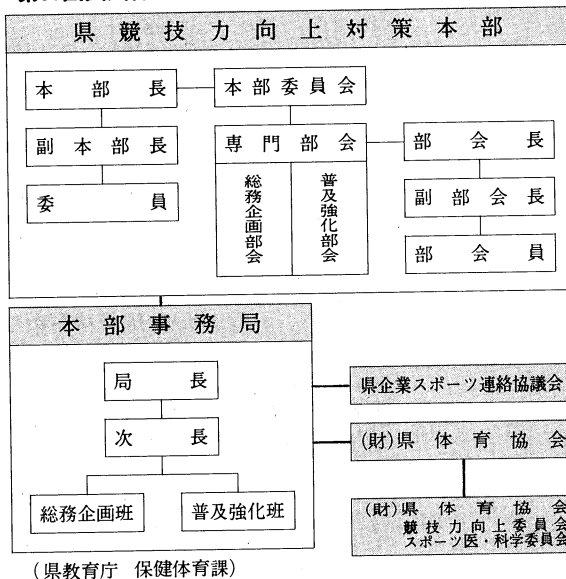 県競技力向上対策本部
本部長
本部委員会
副本部長
専門部会
部会長
委員
総務企画部会
普及強化部会
副部会長
部会員
本部事務局
局長
次長
総務企画班
普及強化班
県企業スポーツ連絡協議会
(財)県体育協会
(財)県体育協会
競技力向上委員会
スポーツ医・科学委員会
(県教育庁 保健体育課)